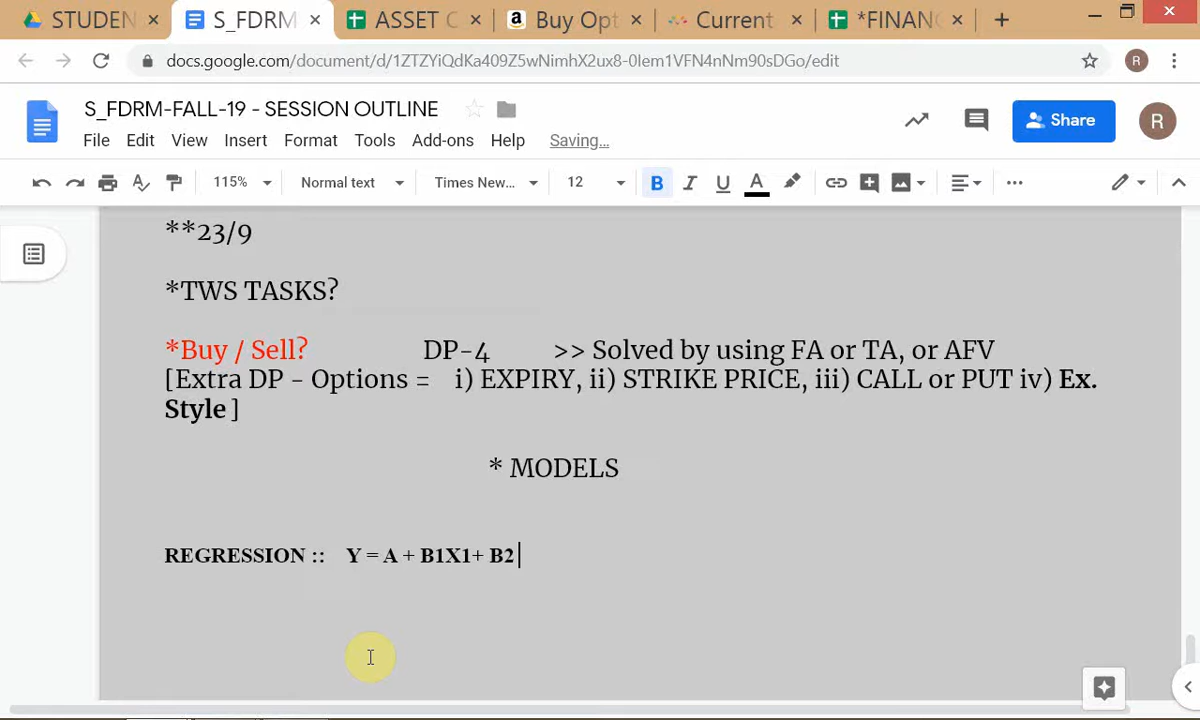 STUDEN
S_FDRM
ASSET C
Buy Opt
Current
*FINAN
docs.google.com/document/d/1ZTZYiQdKa409Z5wNimhX2ux8-0lem1VFN4nNm90sDGo/edit
R
S_FDRM-FALL-19 - SESSION OUTLINE
File Edit View Insert Format Tools Add-ons Help Saving...
Share
R
115% Normal text Times New... 12 B I U A
**23/9
*TWS TASKS?
*Buy / Sell? DP-4 >> Solved by using FA or TA, or AFV
[Extra DP - Options = i) EXPIRY, ii) STRIKE PRICE, iii) CALL or PUT iv) Ex.
Style]
* MODELS
REGRESSION :: Y = A + B1X1+ B2